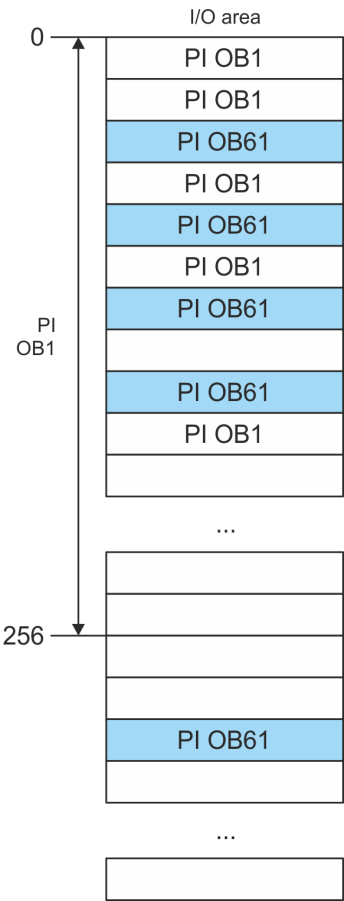 I/O area
0
PI OB1
PI OB1
PI OB61
PI OB1
PI OB61
PI OB1
PI OB61
PI
OB1
PI OB61
PI OB1
...
256
PI OB61
...